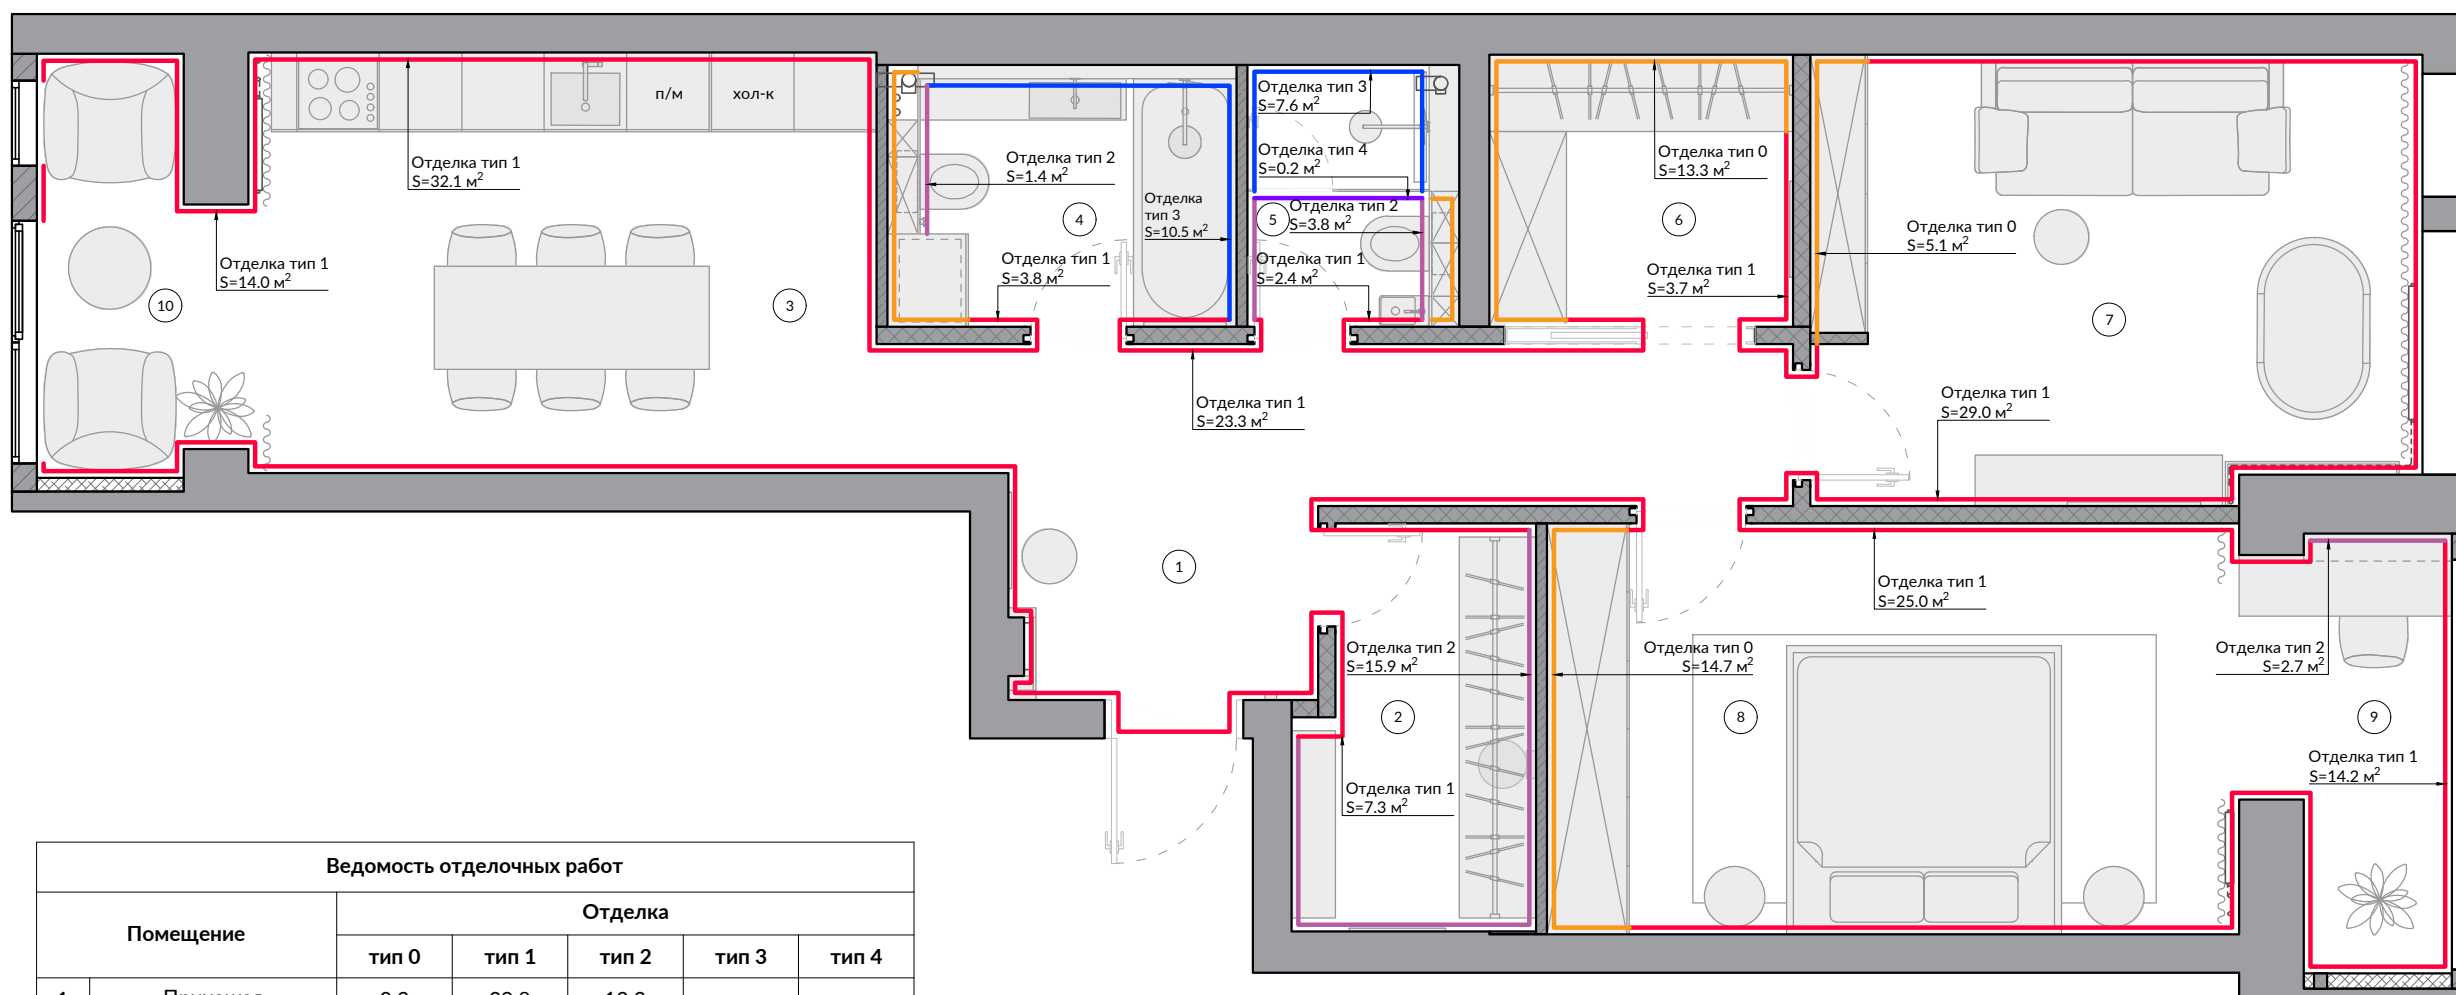 п/м
хол-к
Отделка тип 1
S=32.1 м²
Отделка тип 2
S=1.4 м²
Отделка
тип 3
S=10.5 м²
4
Отделка тип 3
S=7.6 м²
Отделка тип 4
S=0.2 м²
5
Отделка тип 2
S=3.8 м²
Отделка тип 0
S=13.3 м²
6
Отделка тип 0
S=5.1 м²
Отделка тип 1
S=14.0 м²
Отделка тип 1
S=3.8 м²
Отделка тип 1
S=2.4 м²
Отделка тип 1
S=3.7 м²
10
3
7
Отделка тип 1
S=23.3 м²
Отделка тип 1
S=29.0 м²
1
Отделка тип 1
S=25.0 м²
Отделка тип 2
S=15.9 м²
Отделка тип 0
S=14.7 м²
Отделка тип 2
S=2.7 м²
2
8
9
Отделка тип 1
S=7.3 м²
Отделка тип 1
S=14.2 м²
Ведомость отделочных работ
Помещение
Отделка
тип 0 тип 1 тип 2 тип 3 тип 4